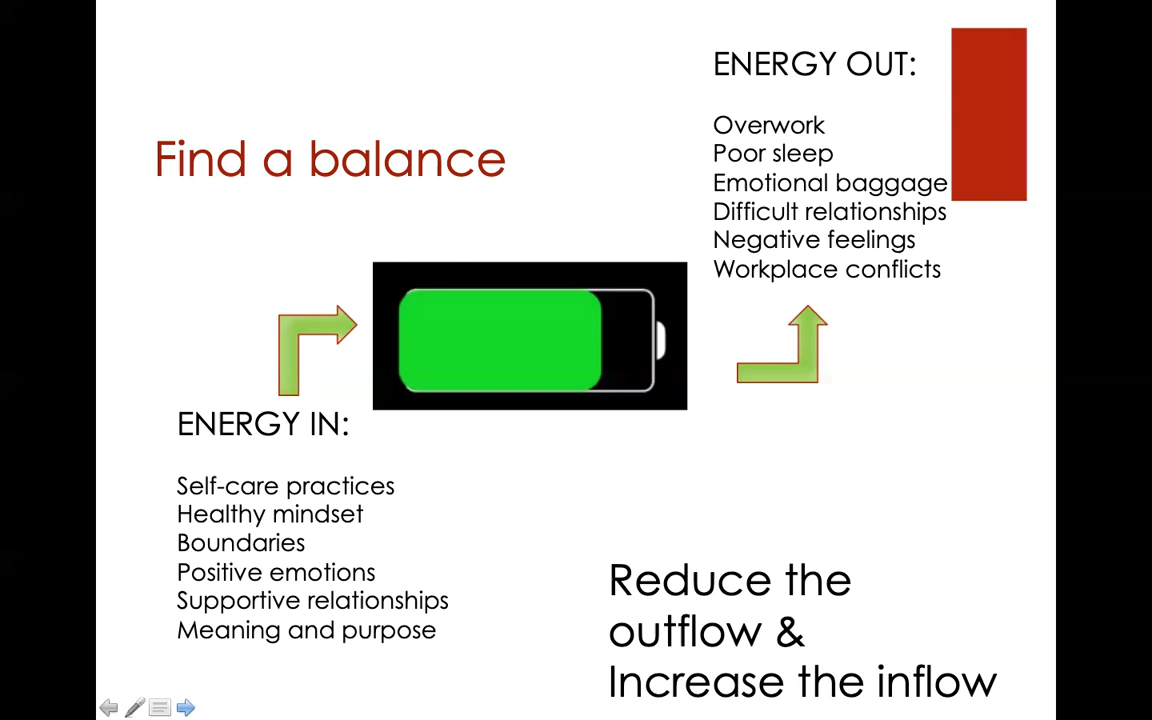 Find a balance
ENERGY OUT:
Overwork
Poor sleep
Emotional baggage
Difficult relationships
Negative feelings
Workplace conflicts
ENERGY IN:
Self-care practices
Healthy mindset
Boundaries
Positive emotions
Supportive relationships
Meaning and purpose
Reduce the
outflow &
Increase the inflow